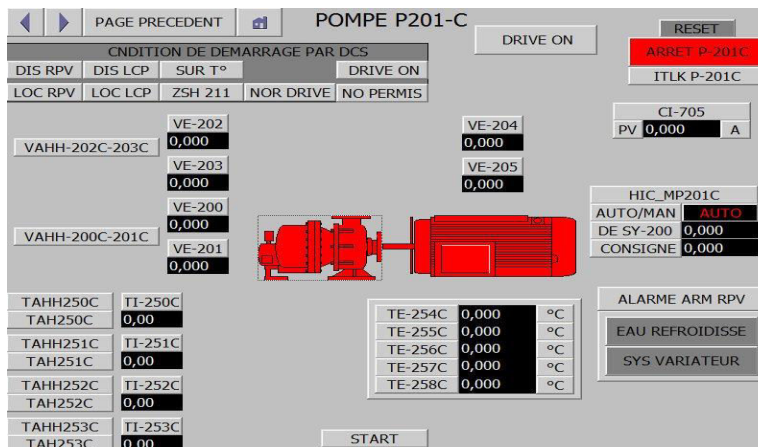 PAGE PRECEDENT
POMPE P201-C
DRIVE ON
RESET
ARRET P-201C
ITLK P-201C
CNDITION DE DEMARRAGE PAR DCS
DIS RPV DIS LCP SUR T° DRIVE ON
LOC RPV LOC LCP ZSH 211 NOR DRIVE NO PERMIS
CI-705
PV 0,000 A
VAHH-202C-203C
VE-202
0,000
VE-203
0,000
VE-204
0,000
VE-205
0,000
VAHH-200C-201C
VE-200
0,000
VE-201
0,000
HIC_MP201C
AUTO/MAN AUTO
DE SY-200 0,000
CONSIGNE 0,000
TAHH250C TI-250C
TAH250C 0,00
TAHH251C TI-251C
TAH251C 0,00
TAHH252C TI-252C
TAH252C 0,00
TAHH253C TI-253C
TAH253C 0,00
TE-254C 0,000 °C
TE-255C 0,000 °C
TE-256C 0,000 °C
TE-257C 0,000 °C
TE-258C 0,000 °C
ALARME ARM RPV
EAU REFROIDISSE
SYS VARIATEUR
START